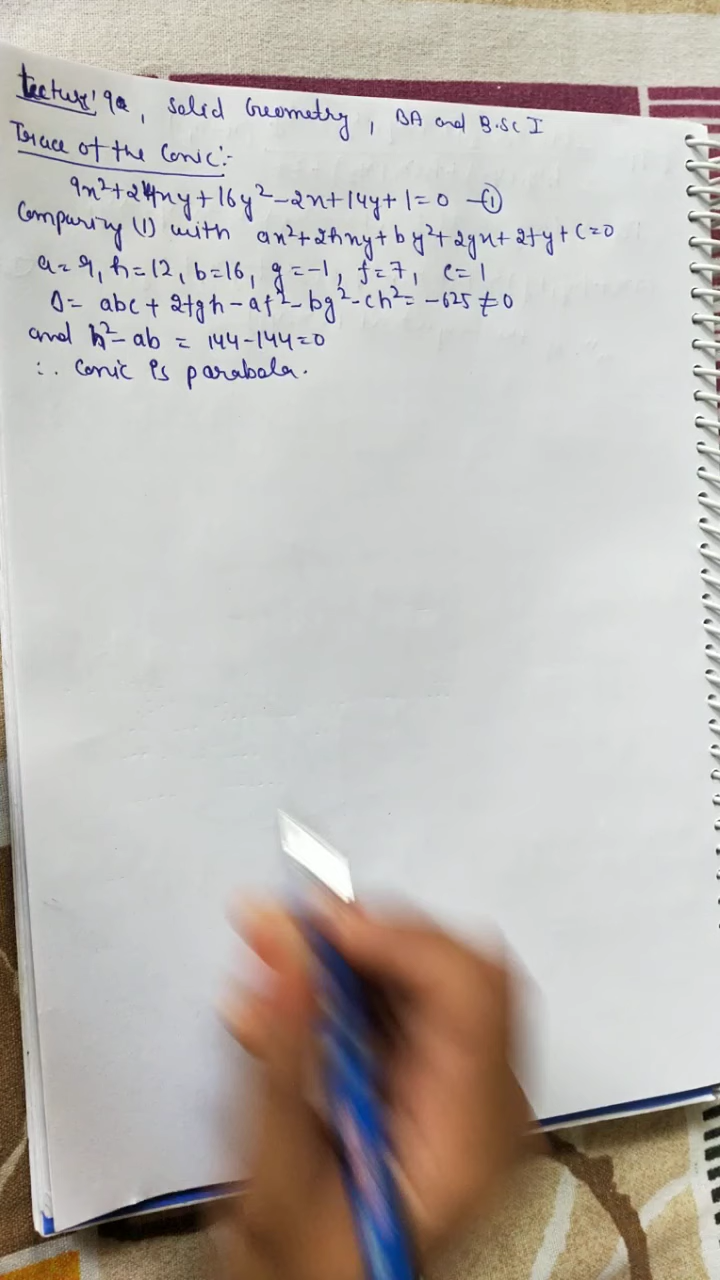 Lecture: 9a, Solid Geometry, BA and B.Sc I
Trace of the Conic:-
9x²+24xy+16y²-2x+14y+1=0 -①
Comparing (1) with ax²+2hxy+by²+2gx+2fy+c=0
a=9, h=12, b=16, g=-1, f=7, c=1
Δ= abc+2fgh-af²-bg²-ch²=-625≠0
and h²-ab = 144-144=0
∴ Conic is parabola.